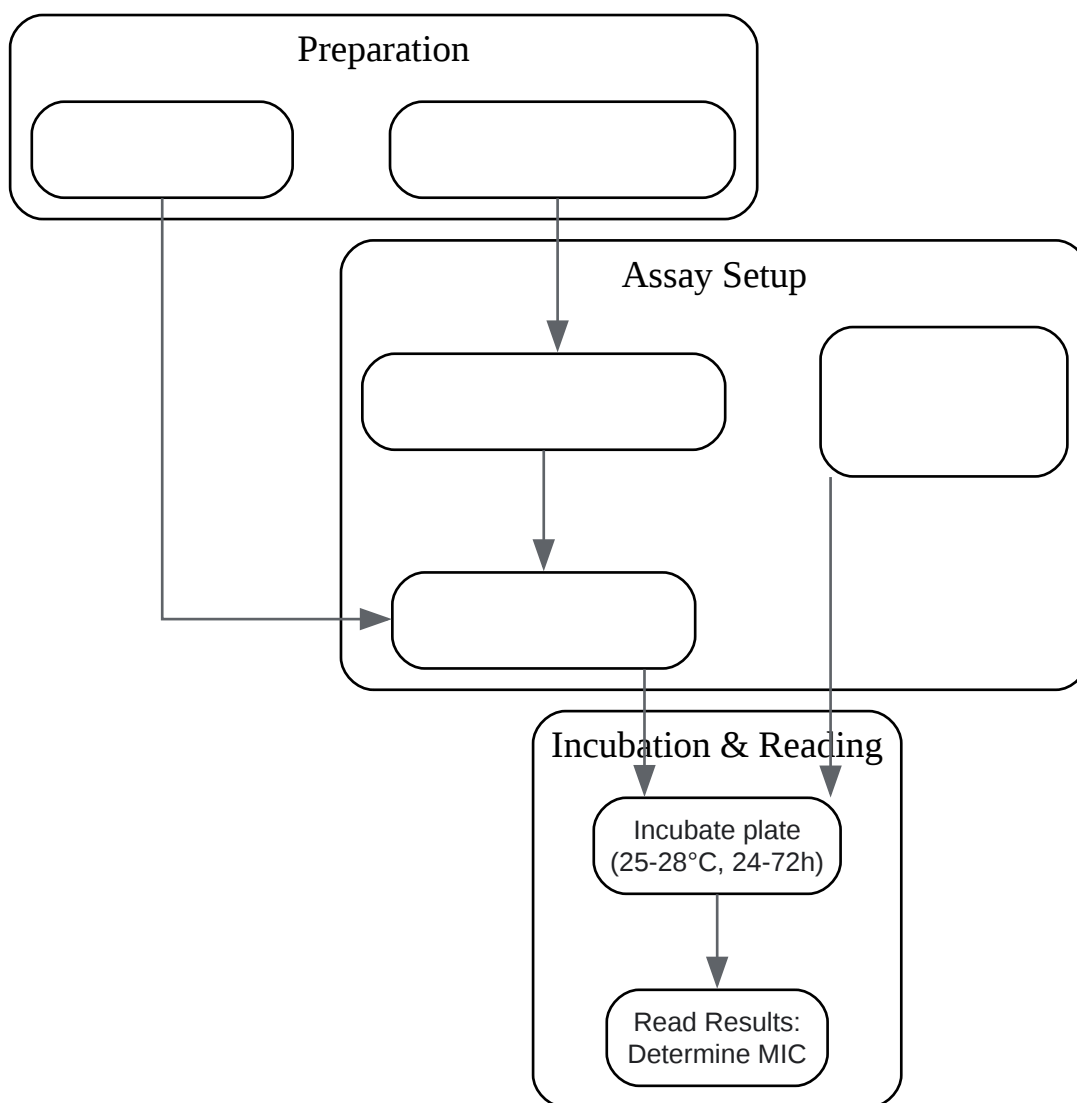 Preparation
Assay Setup
Incubation & Reading
Incubate plate
(25-28°C, 24-72h)
Read Results:
Determine MIC